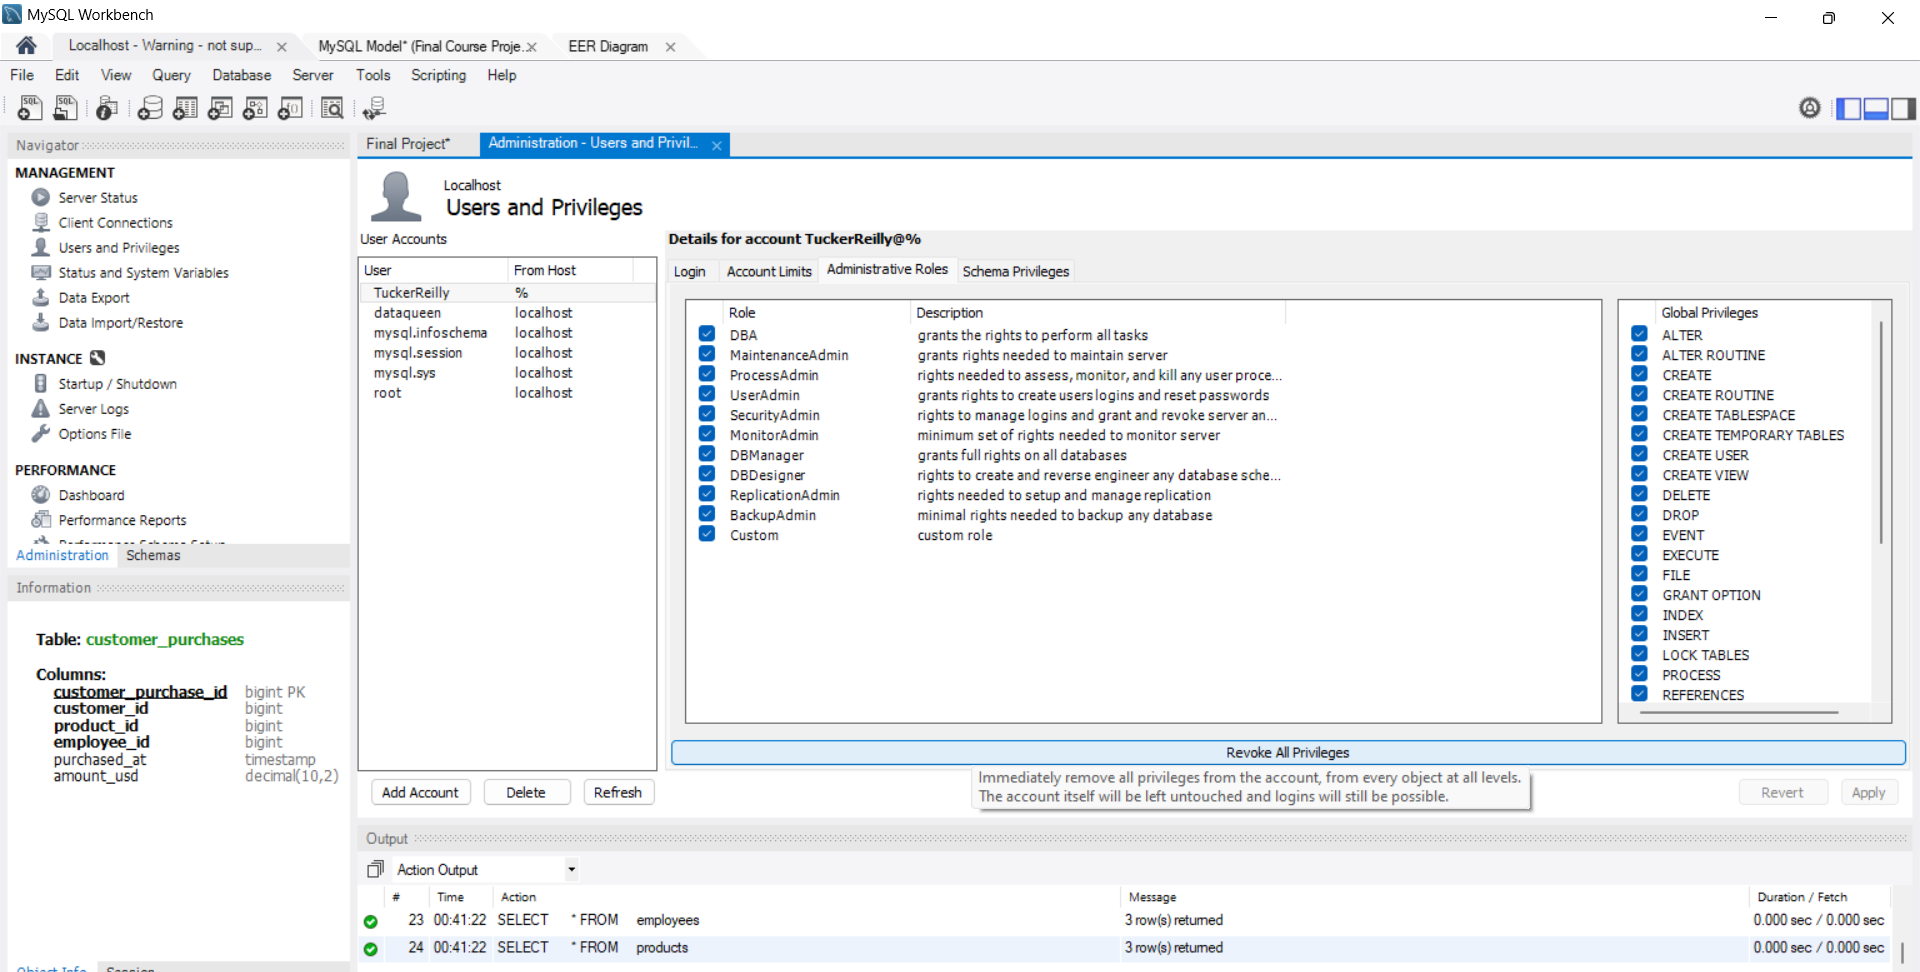 MySQL Workbench
Localhost - Warning - not sup...
MySQL Model* (Final Course Proje.
EER Diagram
File Edit View Query Database Server Tools Scripting Help
Navigator
MANAGEMENT
Server Status
Client Connections
Users and Privileges
Status and System Variables
Data Export
Data Import/Restore
INSTANCE
Startup / Shutdown
Server Logs
Options File
PERFORMANCE
Dashboard
Performance Reports
Administration Schemas
Information
Table: customer_purchases
Columns:
customer_purchase_id bigint PK
customer_id bigint
product_id bigint
employee_id bigint
purchased_at timestamp
amount_usd decimal(10,2)
Final Project*
Administration - Users and Privil...
Localhost
Users and Privileges
User Accounts
User From Host
TuckerReilly %
dataqueen localhost
mysql.infoschema localhost
mysql.session localhost
mysql.sys localhost
root localhost
Add Account Delete Refresh
Details for account TuckerReilly@%
Login Account Limits Administrative Roles Schema Privileges
Role Description
DBA grants the rights to perform all tasks
MaintenanceAdmin grants rights needed to maintain server
ProcessAdmin rights needed to assess, monitor, and kill any user proce...
UserAdmin grants rights to create users logins and reset passwords
SecurityAdmin rights to manage logins and grant and revoke server an...
MonitorAdmin minimum set of rights needed to monitor server
DBManager grants full rights on all databases
DBDesigner rights to create and reverse engineer any database sche...
ReplicationAdmin rights needed to setup and manage replication
BackupAdmin minimal rights needed to backup any database
Custom custom role
Global Privileges
ALTER
ALTER ROUTINE
CREATE
CREATE ROUTINE
CREATE TABLESPACE
CREATE TEMPORARY TABLES
CREATE USER
CREATE VIEW
DELETE
DROP
EVENT
EXECUTE
FILE
GRANT OPTION
INDEX
INSERT
LOCK TABLES
PROCESS
REFERENCES
Revoke All Privileges
Immediately remove all privileges from the account, from every object at all levels.
The account itself will be left untouched and logins will still be possible.
Revert Apply
Output
Action Output
# Time Action Message Duration / Fetch
23 00:41:22 SELECT * FROM employees 3 row(s) returned 0.000 sec / 0.000 sec
24 00:41:22 SELECT * FROM products 3 row(s) returned 0.000 sec / 0.000 sec